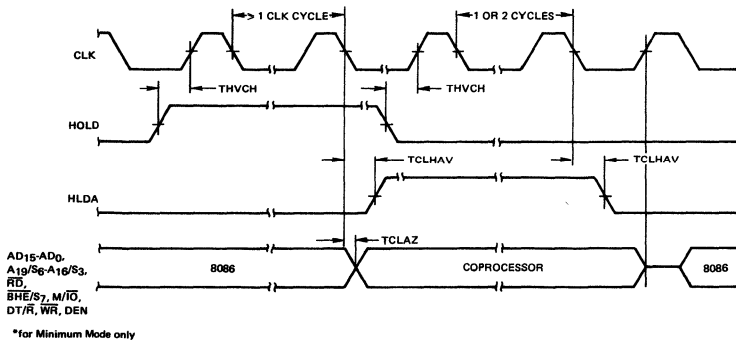 > 1 CLK CYCLE
1 OR 2 CYCLES
CLK
THVCH
THVCH
HOLD
TCLHAV
TCLHAV
HLDA
TCLAZ
AD15-AD0,
A19/S6-A16/S3,
RD,
BHE/S7, M/IO,
DT/R, WR, DEN
8086
COPROCESSOR
8086
*for Minimum Mode only